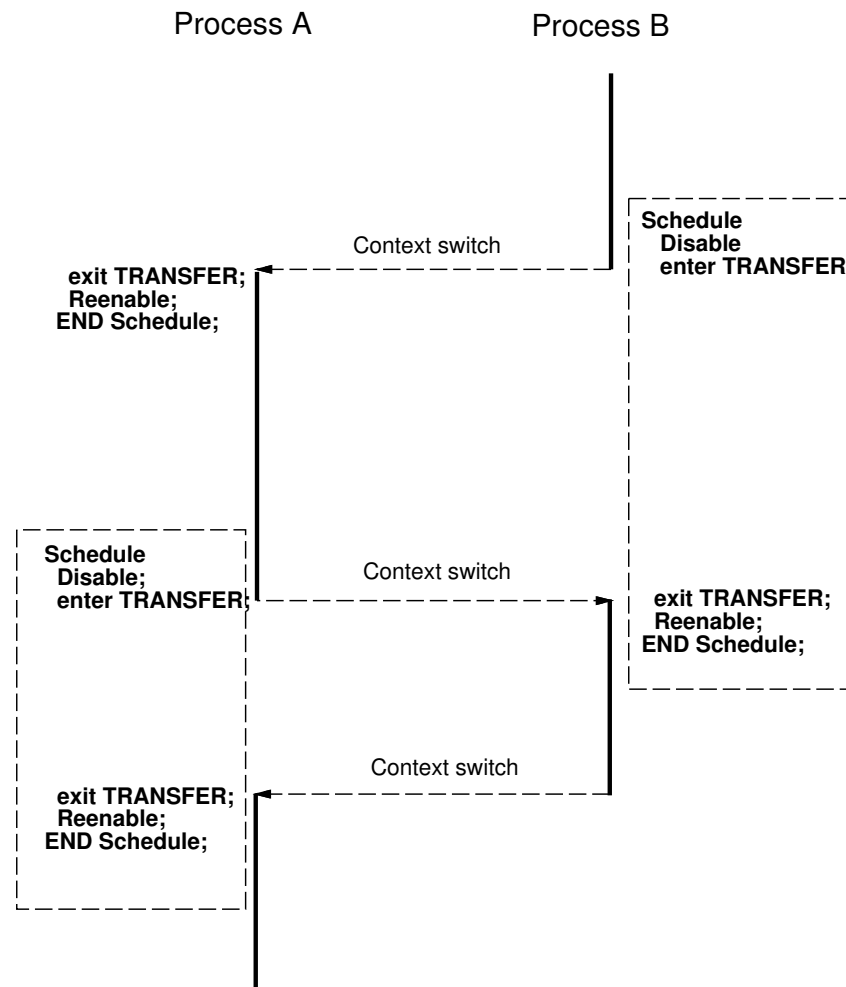 Process A
Process B
Schedule
Disable
enter TRANSFER
Context switch
exit TRANSFER;
Reenable;
END Schedule;
Schedule
Disable;
enter TRANSFER;
Context switch
exit TRANSFER;
Reenable;
END Schedule;
Context switch
exit TRANSFER;
Reenable;
END Schedule;